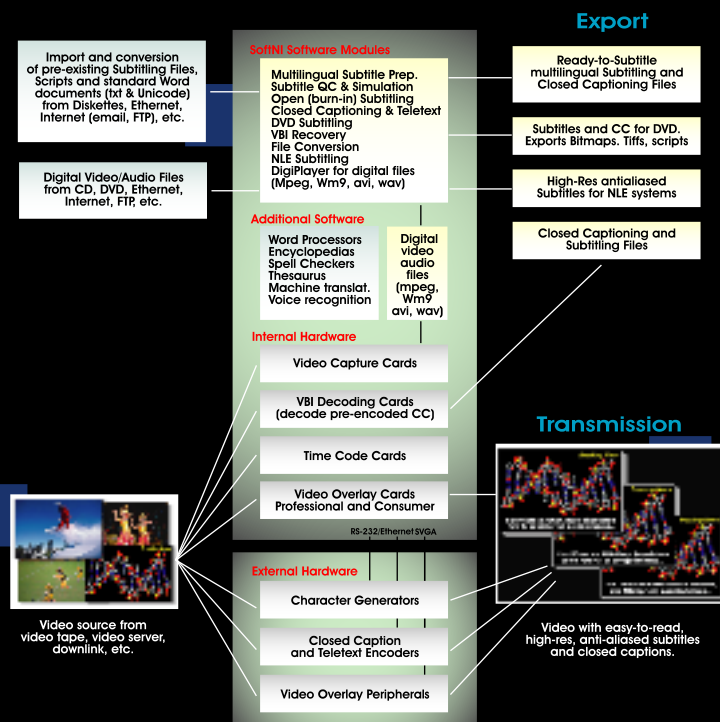 Export
SoftNI Software Modules
Import and conversion
of pre-existing Subtitling Files,
Scripts and standard Word
documents (txt & Unicode)
from Diskettes, Ethernet,
Internet (email, FTP), etc.
Digital Video/Audio Files
from CD, DVD, Ethernet,
Internet, FTP, etc.
Multilingual Subtitle Prep.
Subtitle QC & Simulation
Open (burn-in) Subtitling
Closed Captioning & Teletext
DVD Subtitling
VBI Recovery
File Conversion
NLE Subtitling
DigiPlayer for digital files
(Mpeg, Wm9, avi, wav)
Ready-to-Subtitle
multilingual Subtitling and
Closed Captioning Files
Subtitles and CC for DVD.
Exports Bitmaps. Tiffs, scripts
High-Res antialiased
Subtitles for NLE systems
Closed Captioning and
Subtitling Files
Additional Software
Word Processors
Encyclopedias
Spell Checkers
Thesaurus
Machine translat.
Voice recognition
Digital
video
audio
files
(mpeg,
Wm9
avi, wav)
Internal Hardware
Video Capture Cards
VBI Decoding Cards
(decode pre-encoded CC)
Time Code Cards
Video Overlay Cards
Professional and Consumer
RS-232/Ethernet SVGA
Transmission
External Hardware
Character Generators
Closed Caption
and Teletext Encoders
Video Overlay Peripherals
Video source from
video tape, video server,
downlink, etc.
Video with easy-to-read,
high-res, anti-aliased subtitles
and closed captions.